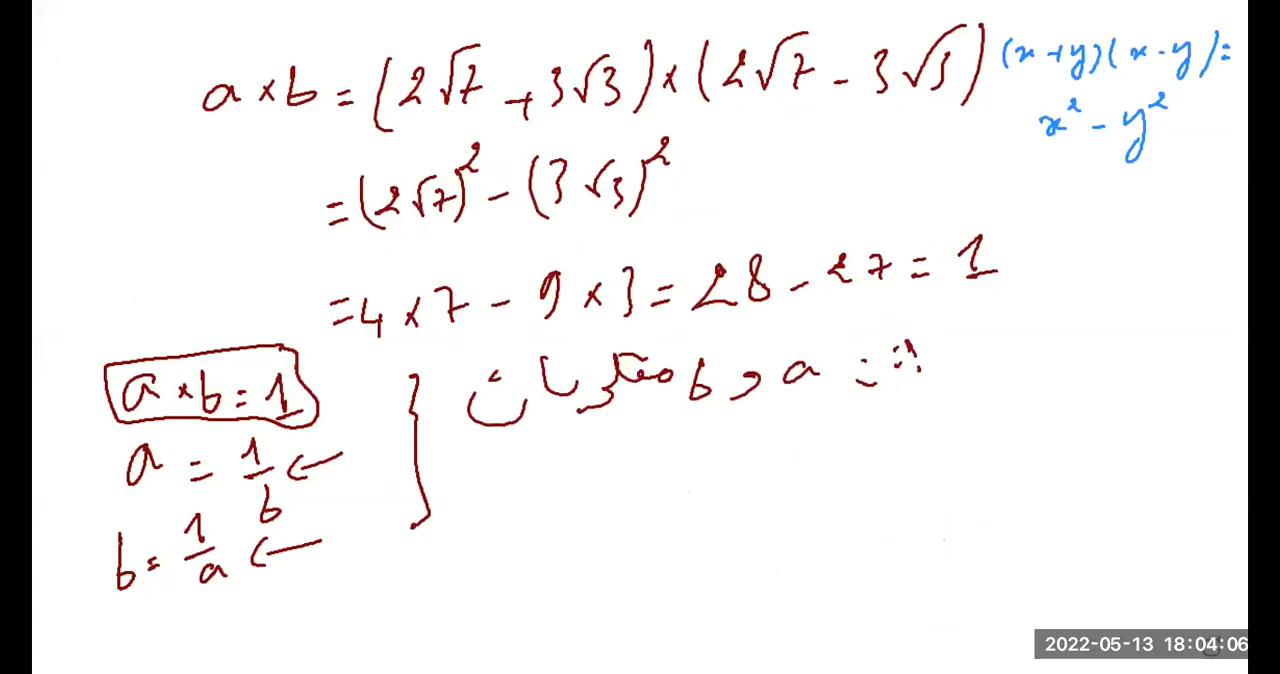 a × b = (2√7 + 3√3) × (2√7 - 3√3)
(x + y)(x - y) =
x² - y²
= (2√7)² - (3√3)²
= 4 × 7 - 9 × 3 = 28 - 27 = 1
a × b = 1
a = 1/b ←
b = 1/a ←
a و b مقلوبان
2022-05-13 18:04:06